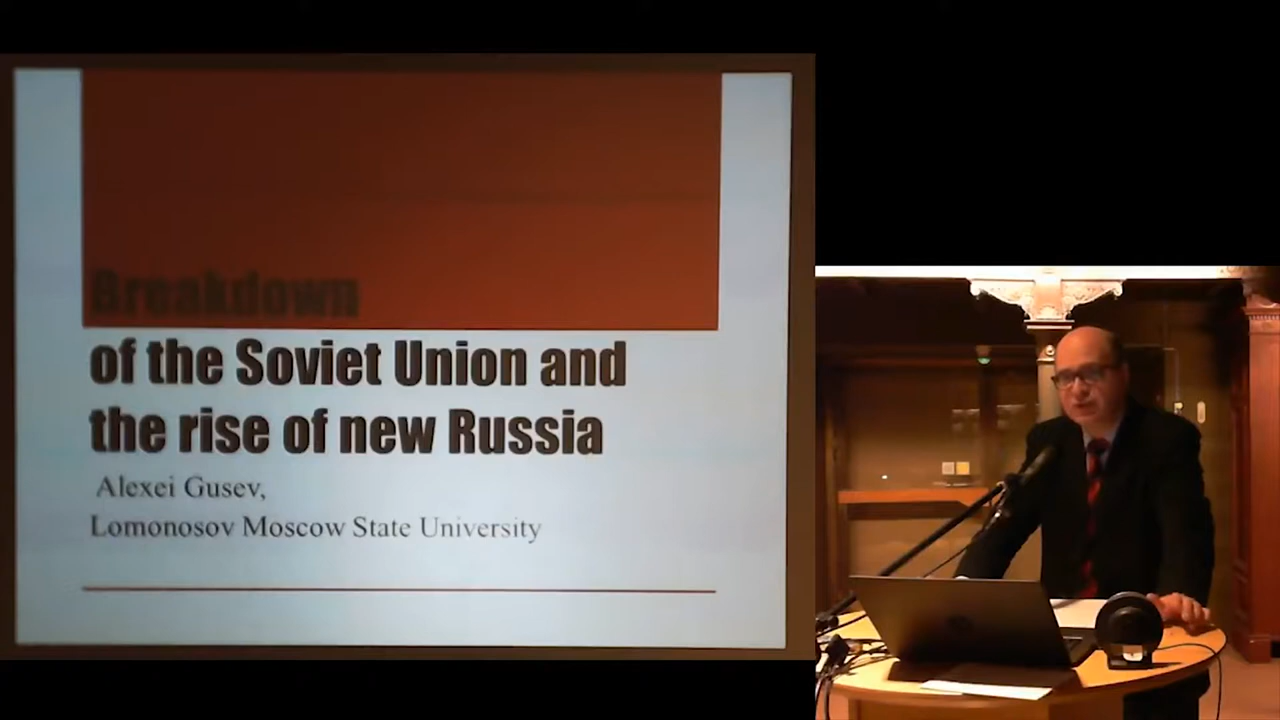 Breakdown
of the Soviet Union and
the rise of new Russia
Alexei Gusev,
Lomonosov Moscow State University